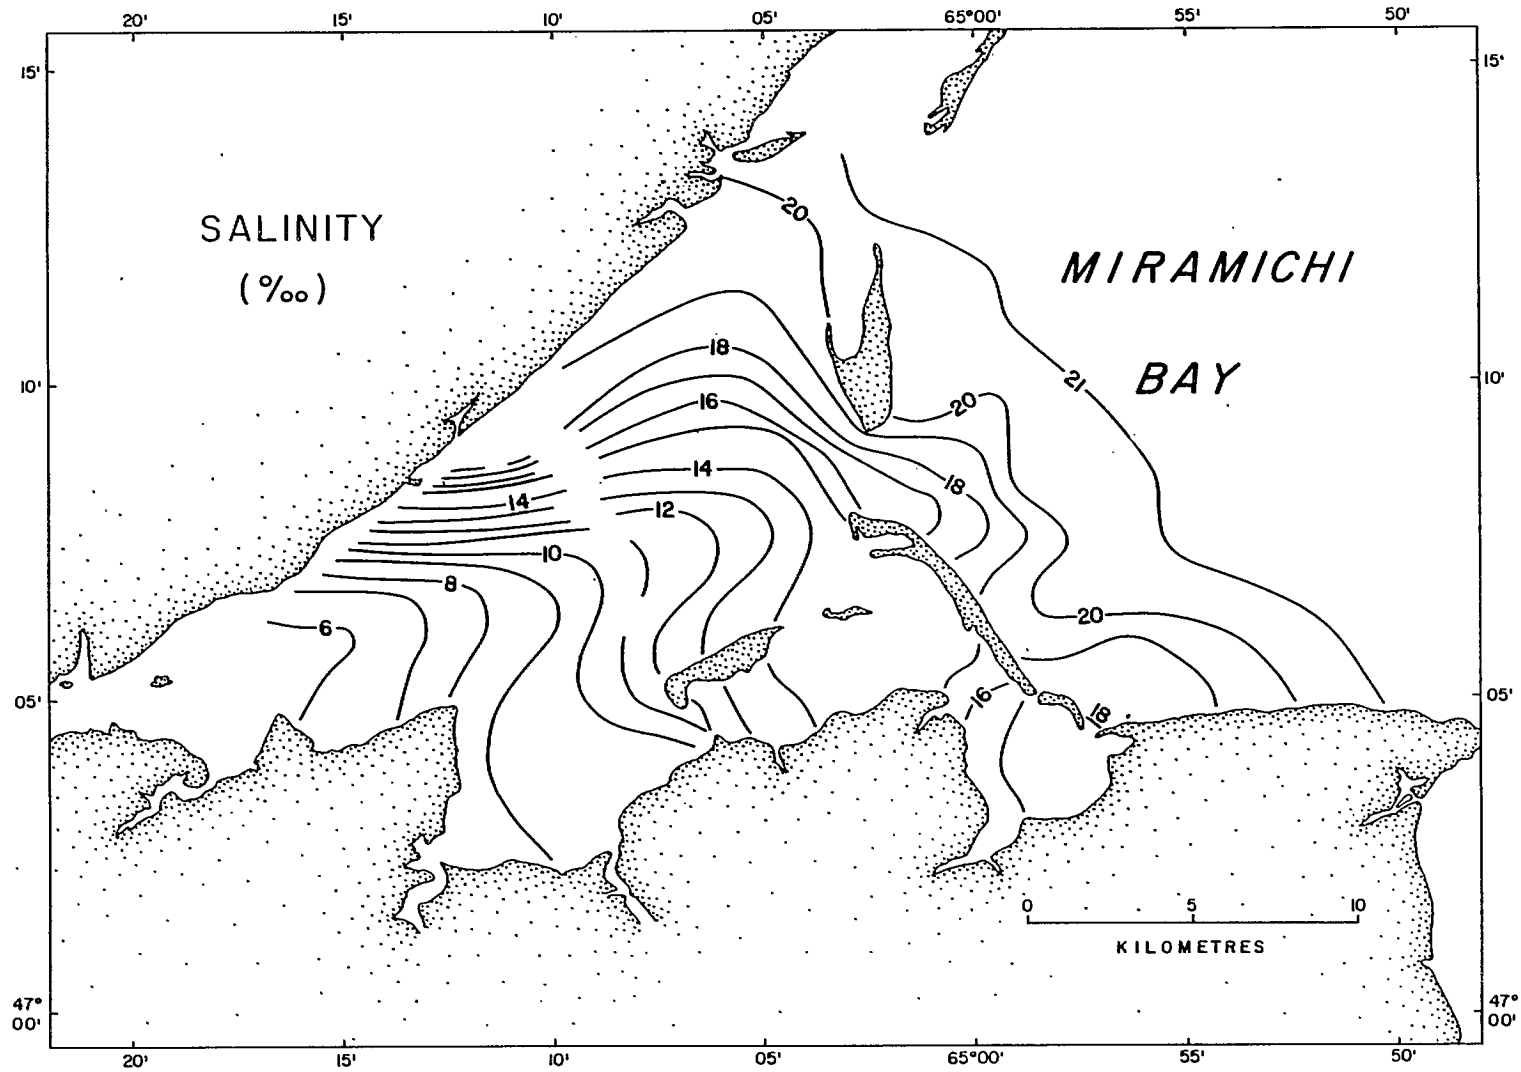 20' 15' 10' 05' 65°00' 55' 50'
15' 15'
20
SALINITY
(‰)
MIRAMICHI
BAY
18
10' 10'
21
16 20
14 18
14 12
10
8
6 20
05' 16 18 05'
0 5 10
KILOMETRES
47° 00' 47° 00'
20' 15' 10' 05' 65°00' 55' 50'